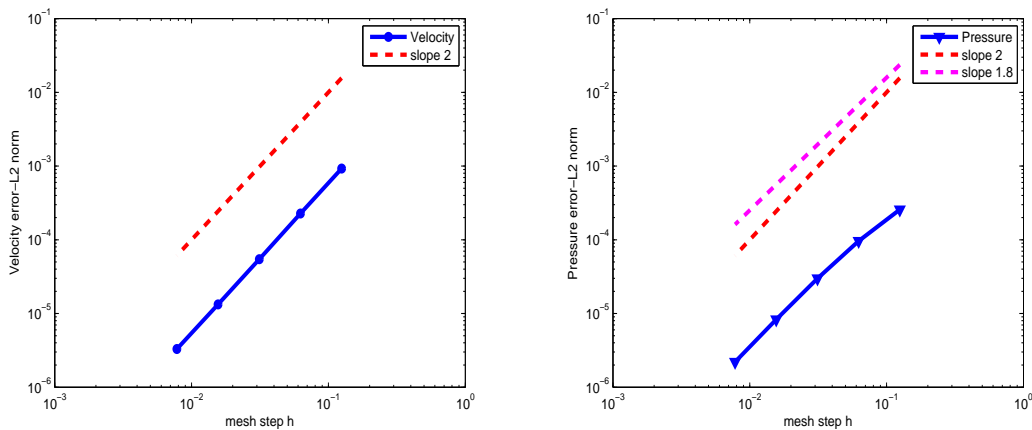 10^−1
10^−2
10^−3
10^−4
10^−5
10^−6
10^−3
10^−2
10^−1
10^0
mesh step h
Velocity error−L2 norm
Velocity
slope 2
10^−1
10^−2
10^−3
10^−4
10^−5
10^−6
10^−3
10^−2
10^−1
10^0
mesh step h
Pressure error−L2 norm
Pressure
slope 2
slope 1.8